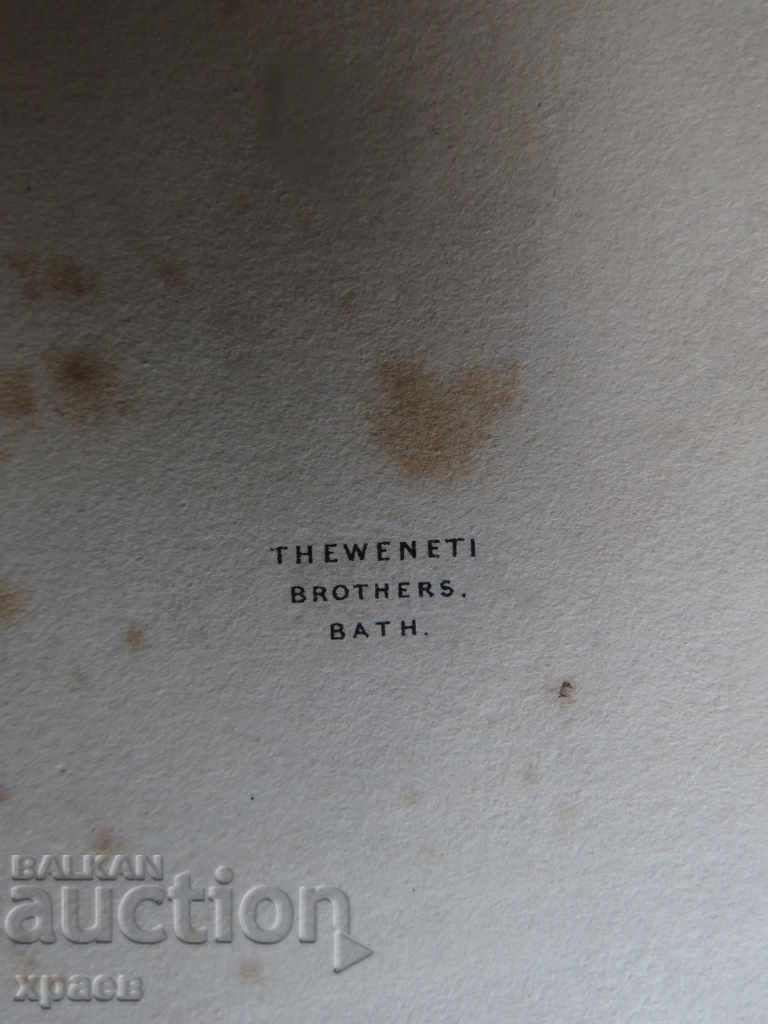 THEWENETI
BROTHERS.
BATH.
BALKAN
auction
храев